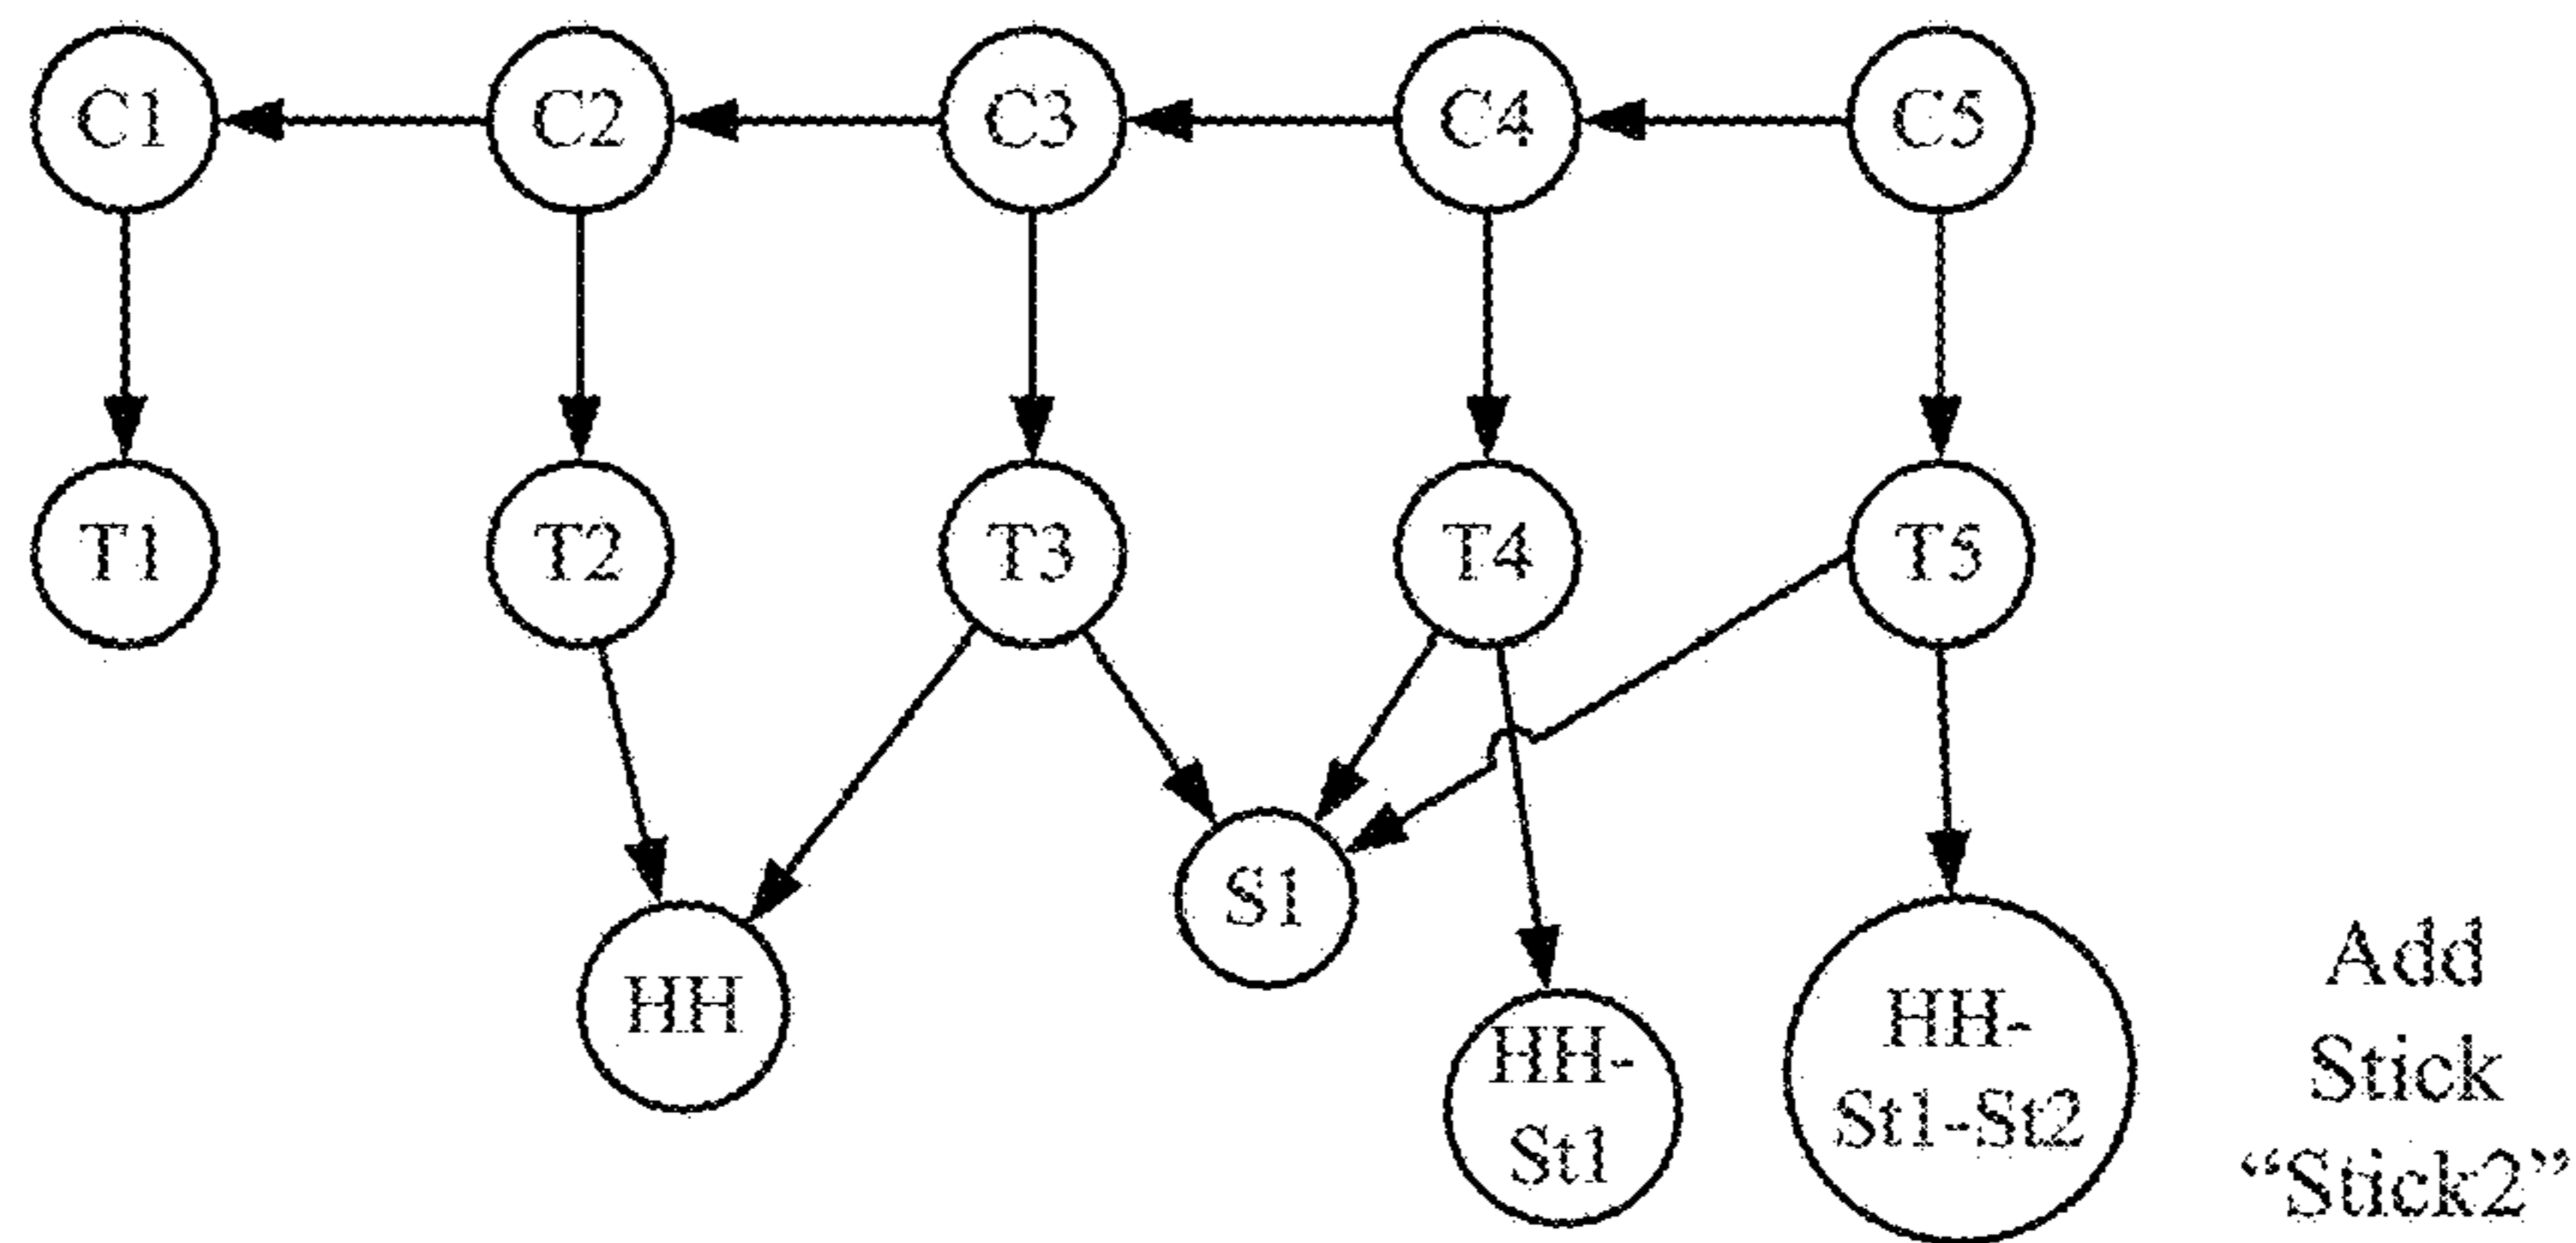 C1
C2
C3
C4
C5
T1
T2
T3
T4
T5
S1
HH
HH-
St1
HH-
St1-St2
Add
Stick
“Stick2”